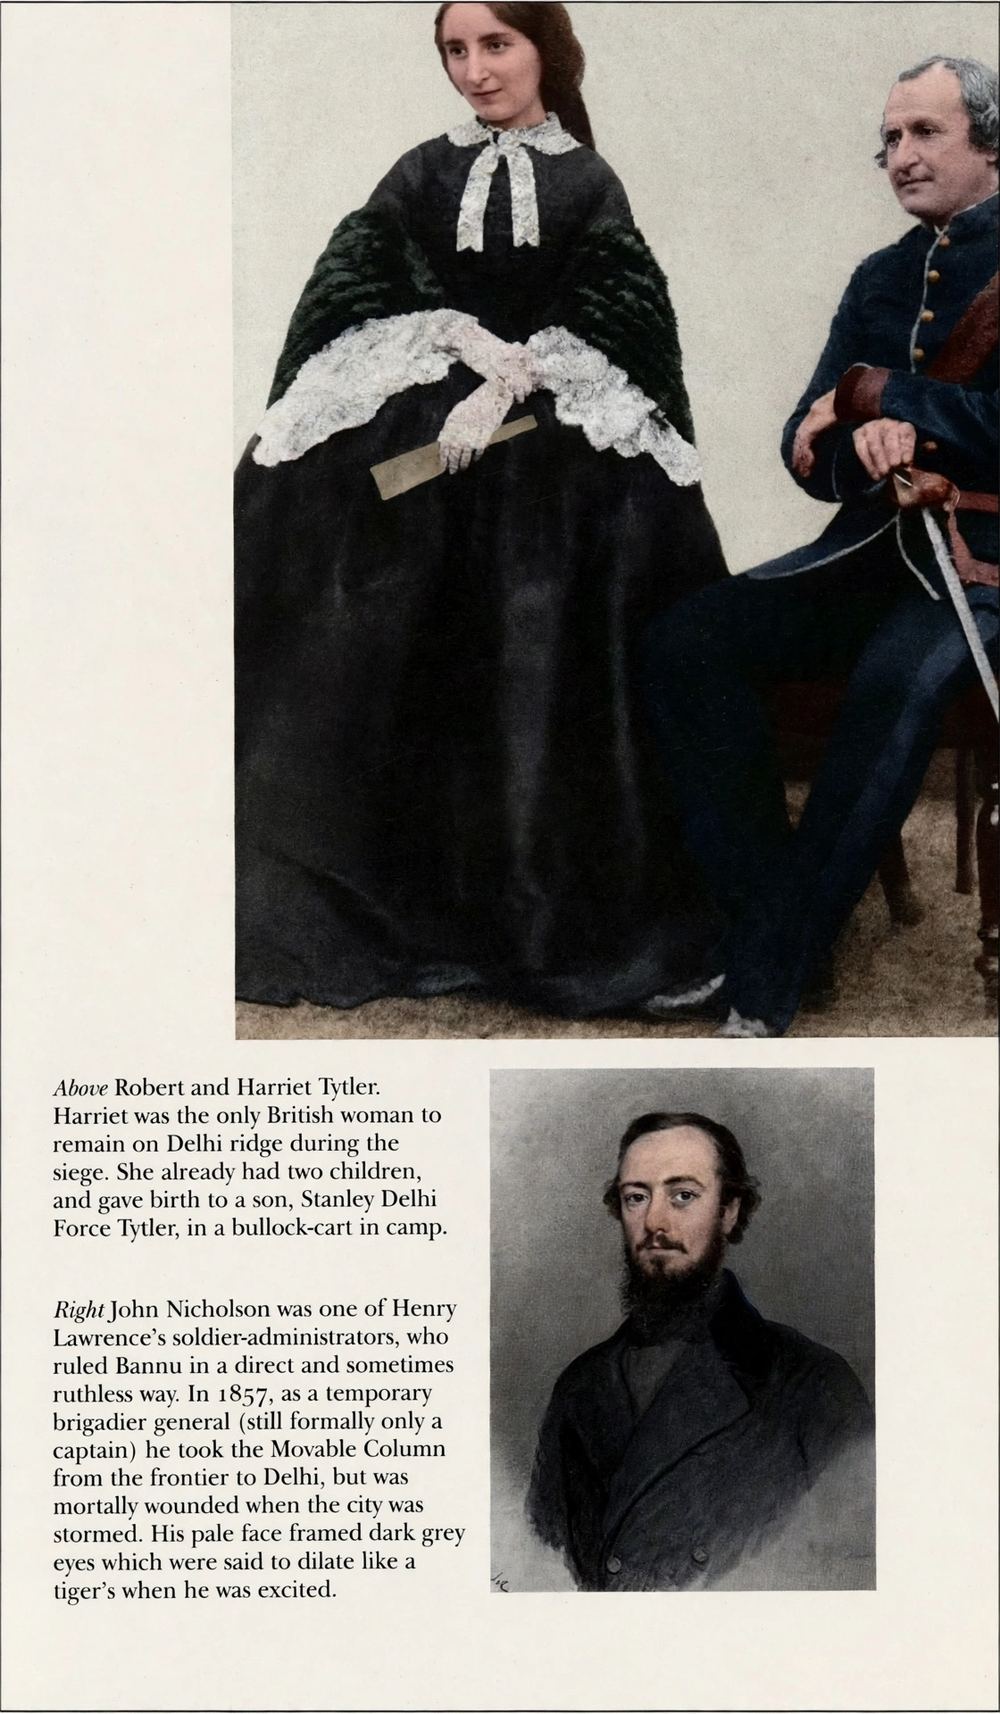 Above Robert and Harriet Tytler.
Harriet was the only British woman to
remain on Delhi ridge during the
siege. She already had two children,
and gave birth to a son, Stanley Delhi
Force Tytler, in a bullock-cart in camp.
Right John Nicholson was one of Henry
Lawrence's soldier-administrators, who
ruled Bannu in a direct and sometimes
ruthless way. In 1857, as a temporary
brigadier general (still formally only a
captain) he took the Movable Column
from the frontier to Delhi, but was
mortally wounded when the city was
stormed. His pale face framed dark grey
eyes which were said to dilate like a
tiger's when he was excited.